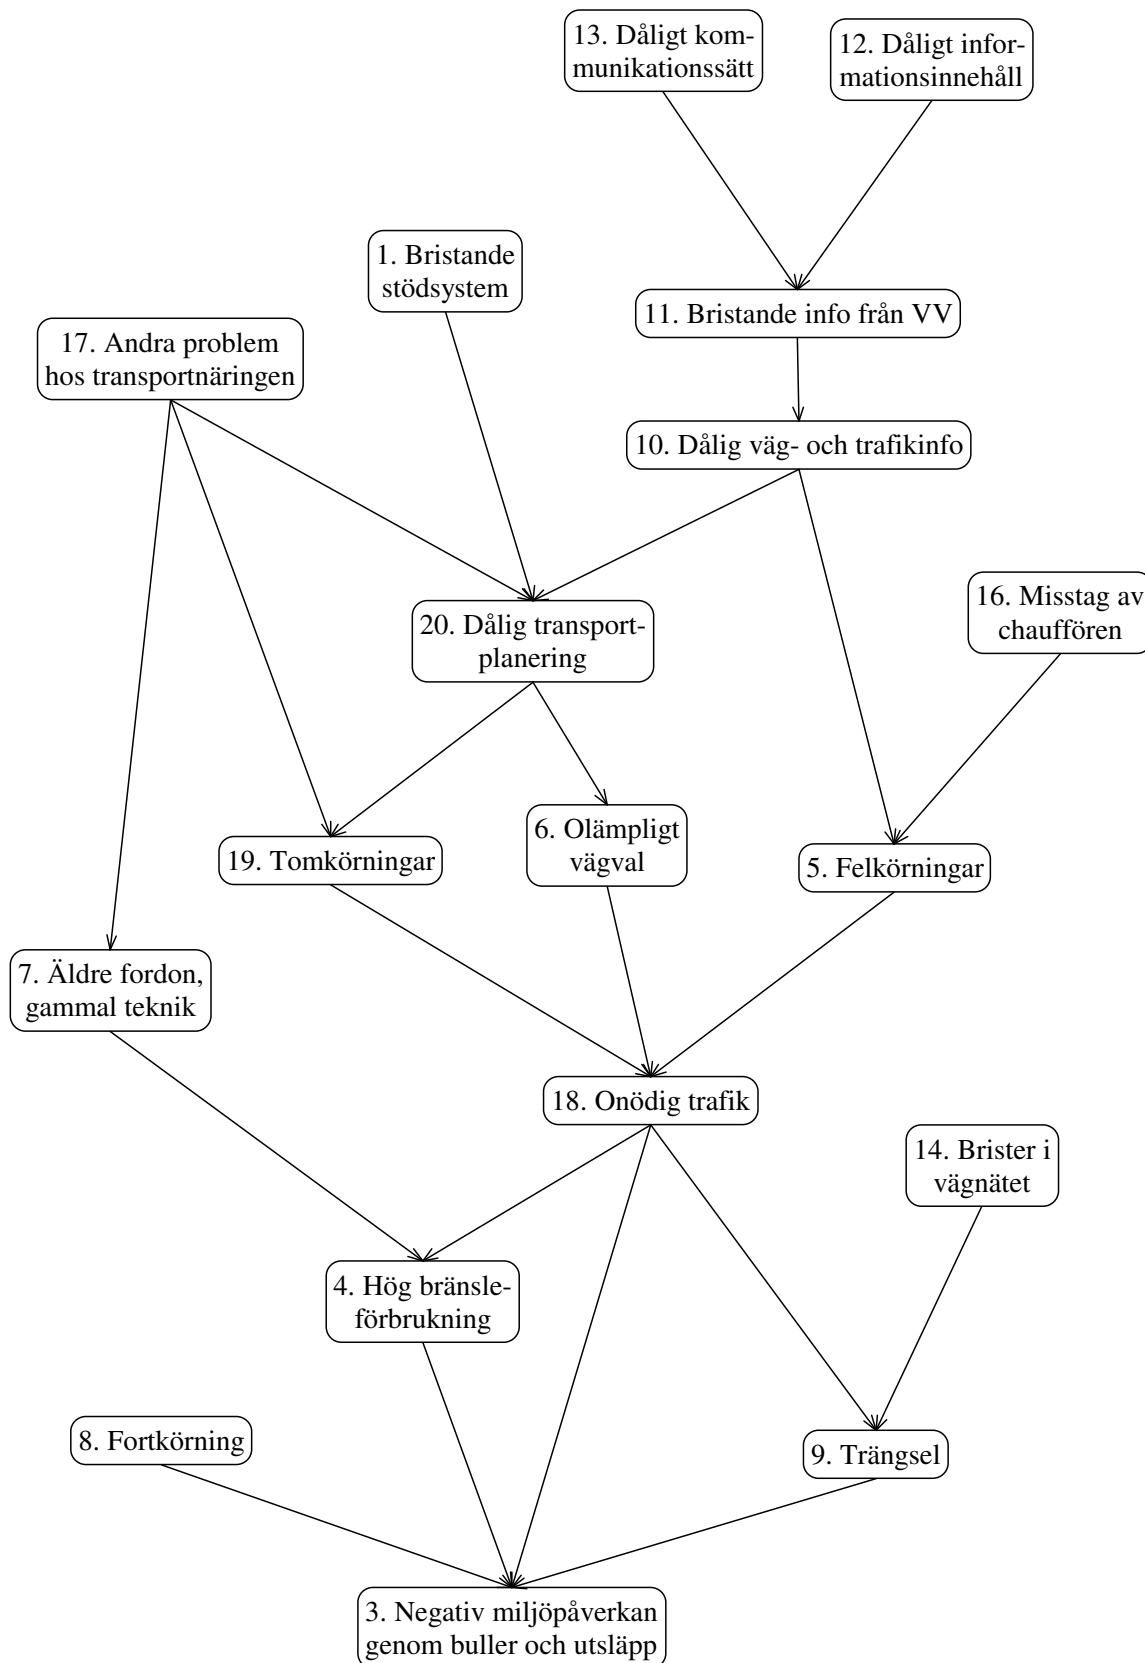 13. Dåligt kom-
munikationssätt
12. Dåligt infor-
mationsinnehåll
1. Bristande
stödsystem
11. Bristande info från VV
17. Andra problem
hos transportnäringen
10. Dålig väg- och trafikinfo
16. Misstag av
chauffören
20. Dålig transport-
planering
6. Olämpligt
vägval
19. Tomkörningar
5. Felkörningar
7. Äldre fordon,
gammal teknik
18. Onödig trafik
14. Brister i
vägnätet
4. Hög bränsle-
förbrukning
8. Fortkörning
9. Trängsel
3. Negativ miljöpåverkan
genom buller och utsläpp